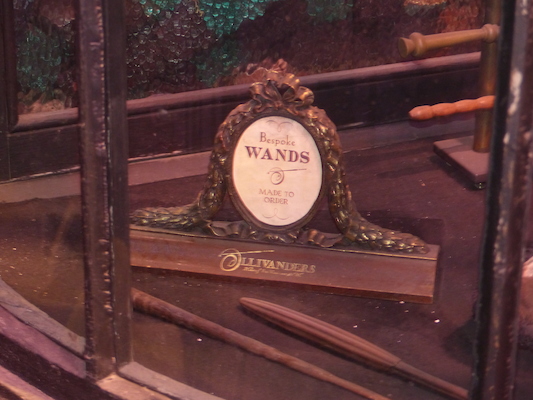 Bespoke
WANDS
MADE TO
ORDER
OLLIVANDERS